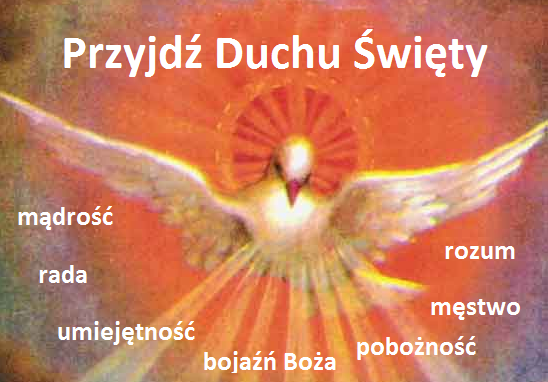 Przyjdź Duchu Święty
mądrość
rozum
rada
męstwo
umiejętność
pobożność
bojaźń Boża